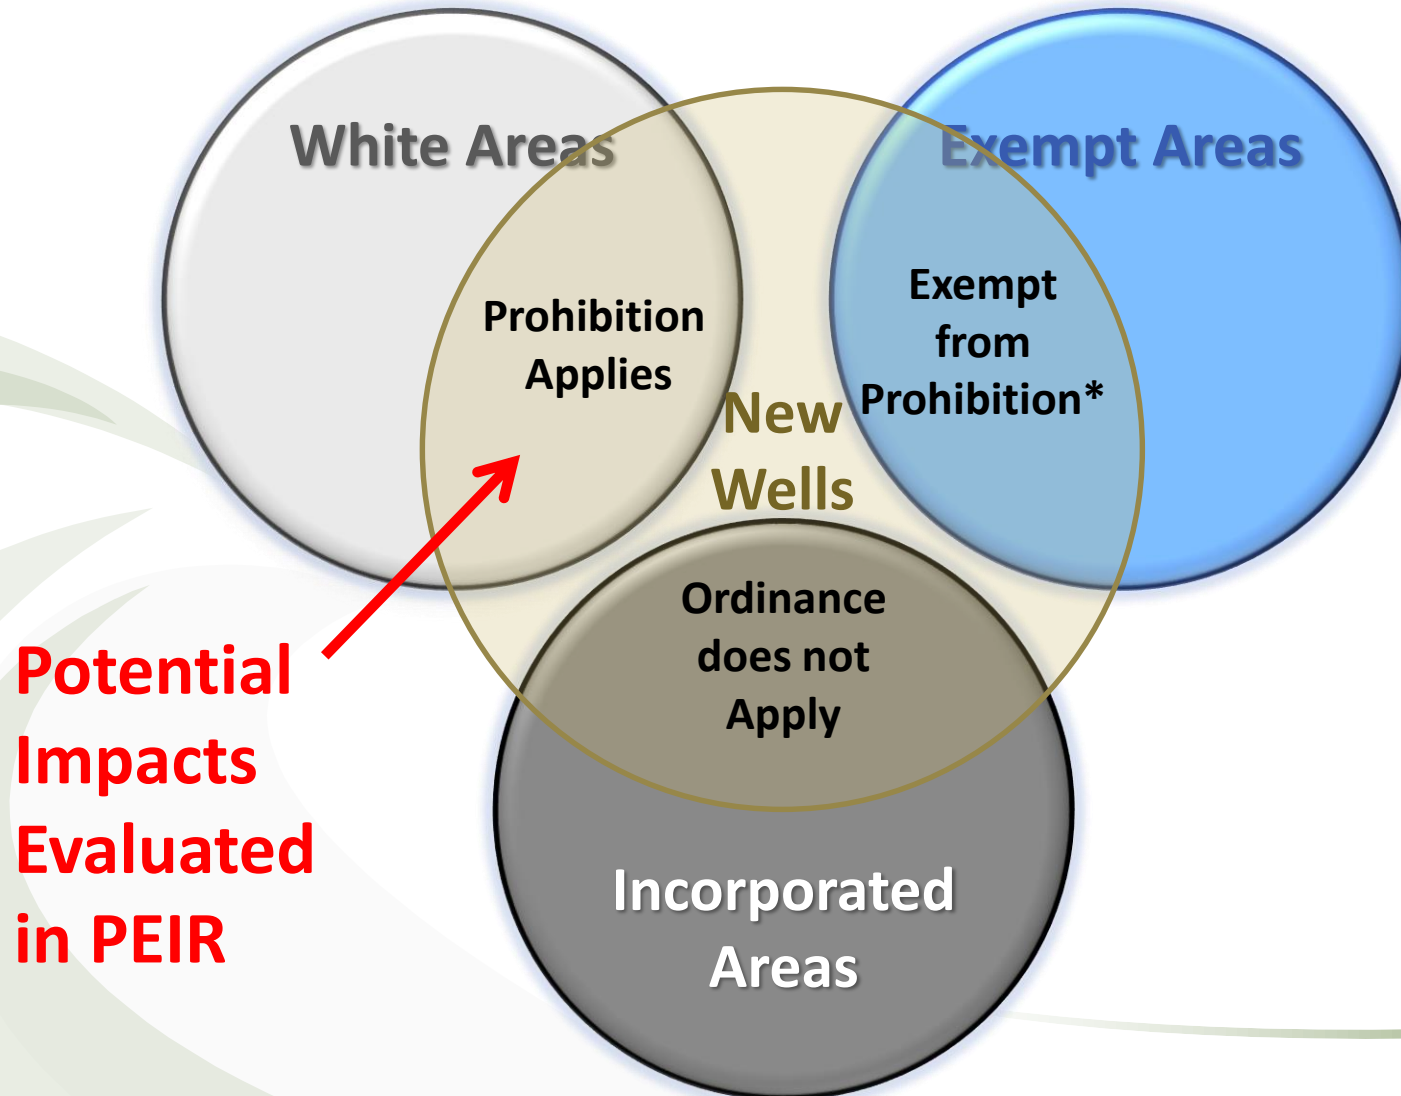 White Areas
Exempt Areas
Prohibition
Applies
Exempt
from
Prohibition*
New
Wells
Ordinance
does not
Apply
Potential
Impacts
Evaluated
in PEIR
Incorporated
Areas